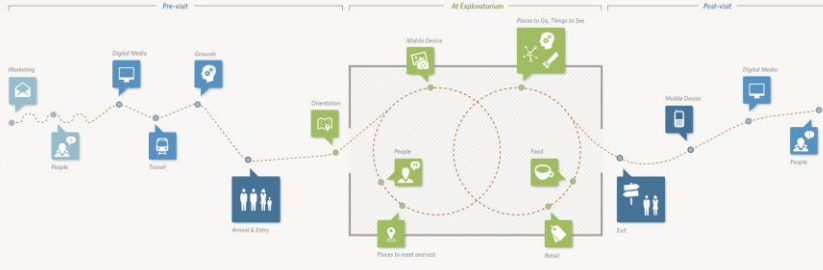 Pre-visit
At Exploratorium
Post-visit
Marketing
People
Digital Media
Transit
Grounds
Arrival & Entry
Orientation
Mobile Device
Places to Go, Things to See
People
Food
Places to meet and rest
Retail
Exit
Mobile Device
Digital Media
People